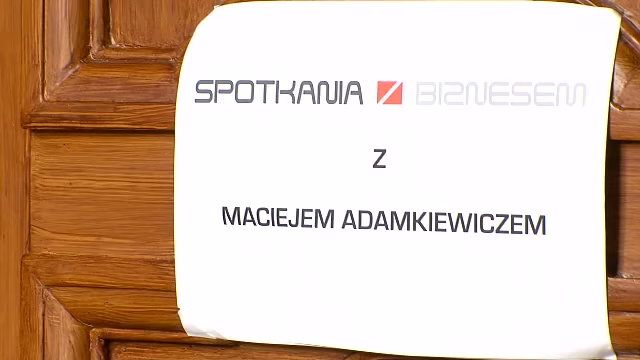 SPOTKANIA Z BIZNESEM
Z
MACIEJEM ADAMKIEWICZEM